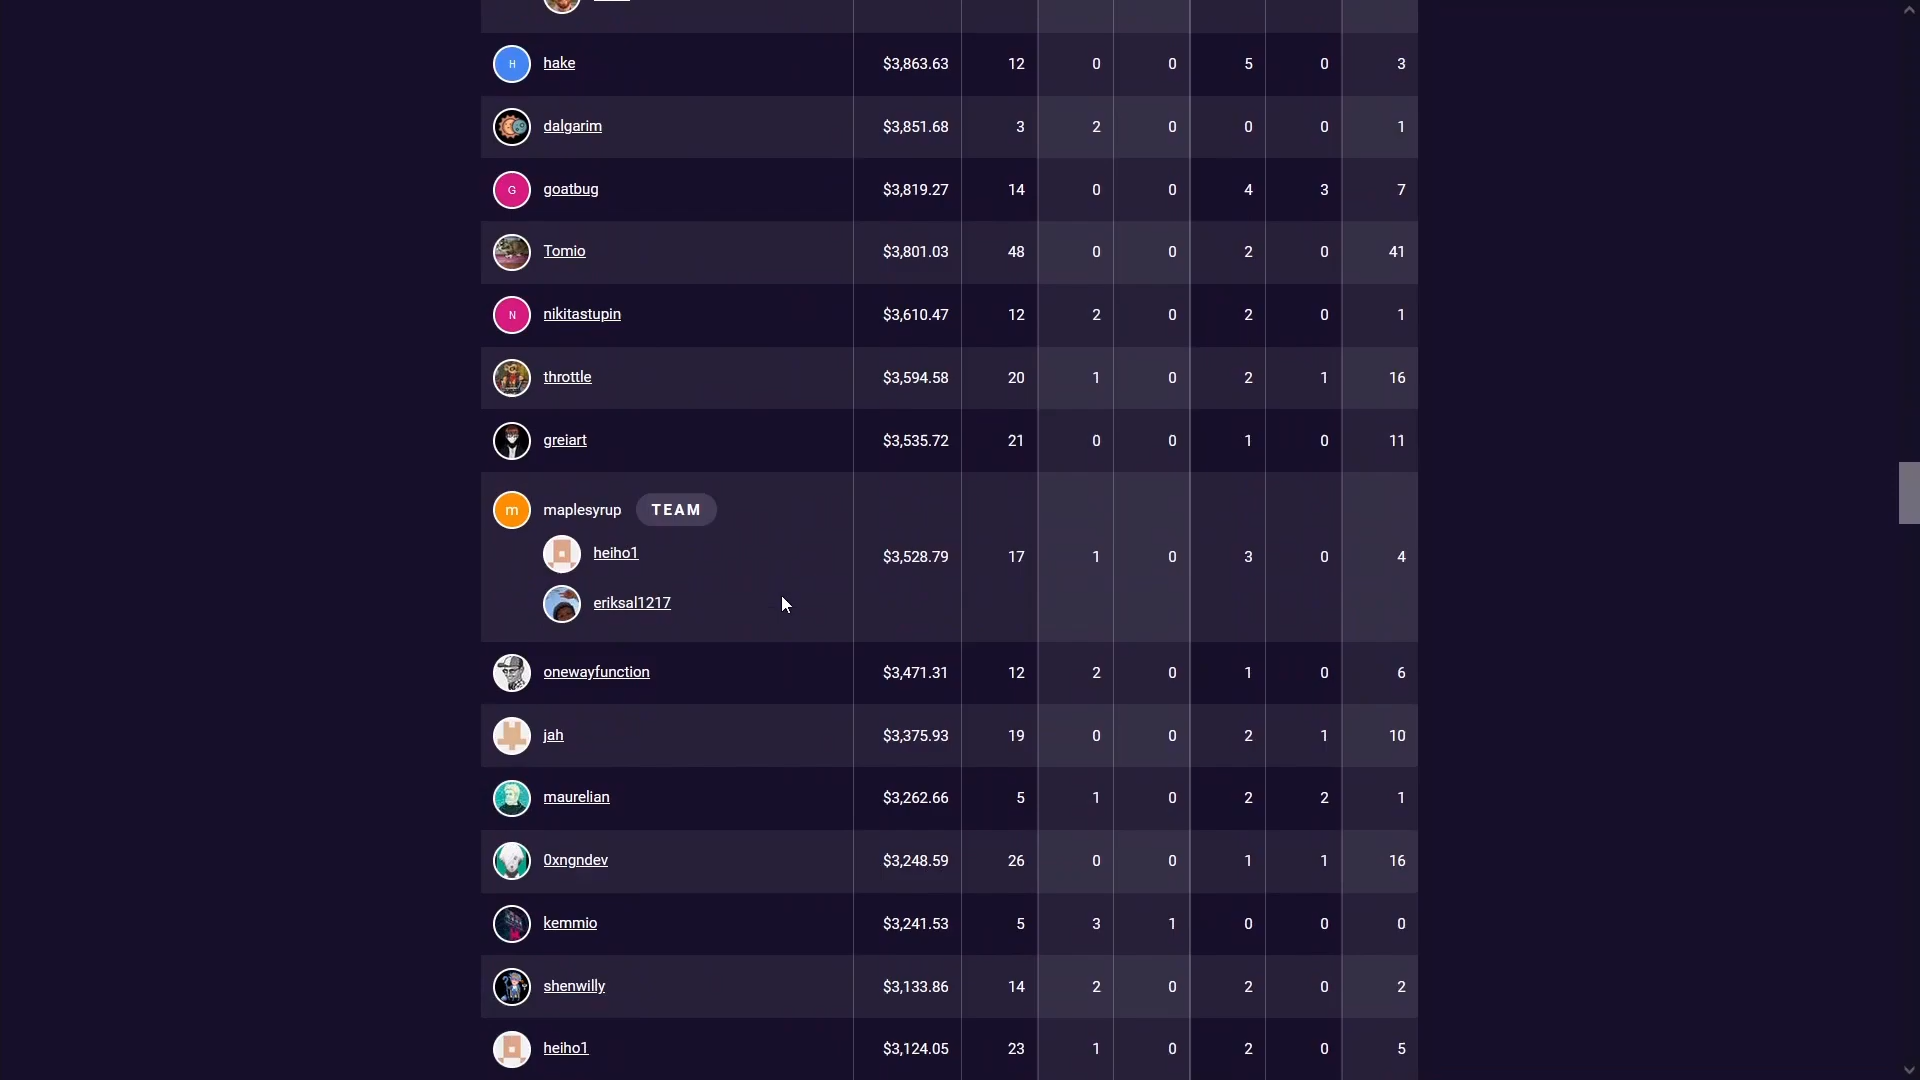 H hake $3,863.63 12 0 0 5 0 3
dalgarim $3,851.68 3 2 0 0 0 1
G goatbug $3,819.27 14 0 0 4 3 7
Tomio $3,801.03 48 0 0 2 0 41
N nikitastupin $3,610.47 12 2 0 2 0 1
throttle $3,594.58 20 1 0 2 1 16
greiart $3,535.72 21 0 0 1 0 11
m maplesyrup TEAM
heiho1
$3,528.79 17 1 0 3 0 4
eriksal1217
onewayfunction $3,471.31 12 2 0 1 0 6
jah $3,375.93 19 0 0 2 1 10
maurelian $3,262.66 5 1 0 2 2 1
0xngndev $3,248.59 26 0 0 1 1 16
kemmio $3,241.53 5 3 1 0 0 0
shenwilly $3,133.86 14 2 0 2 0 2
heiho1 $3,124.05 23 1 0 2 0 5